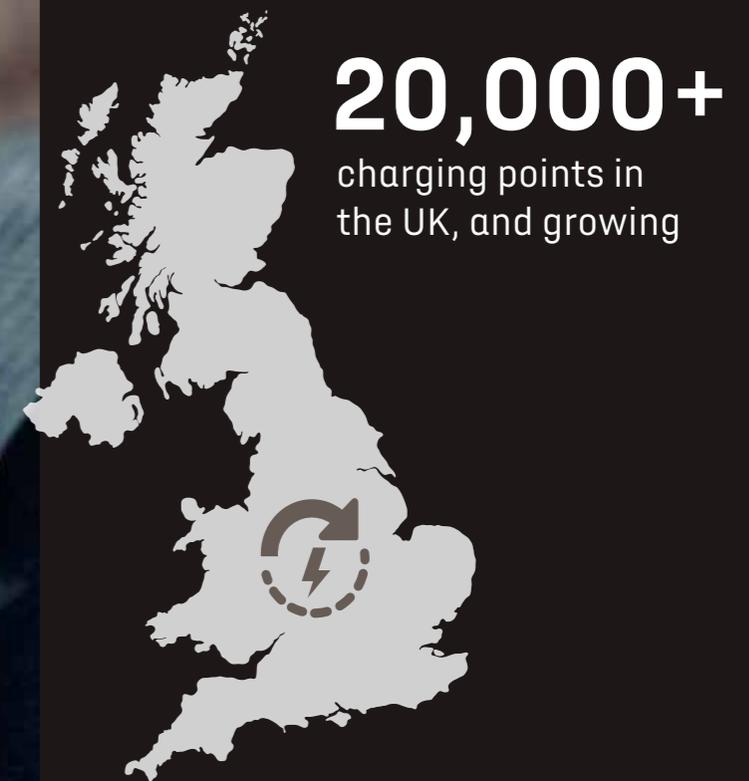 20,000+
charging points in
the UK, and growing